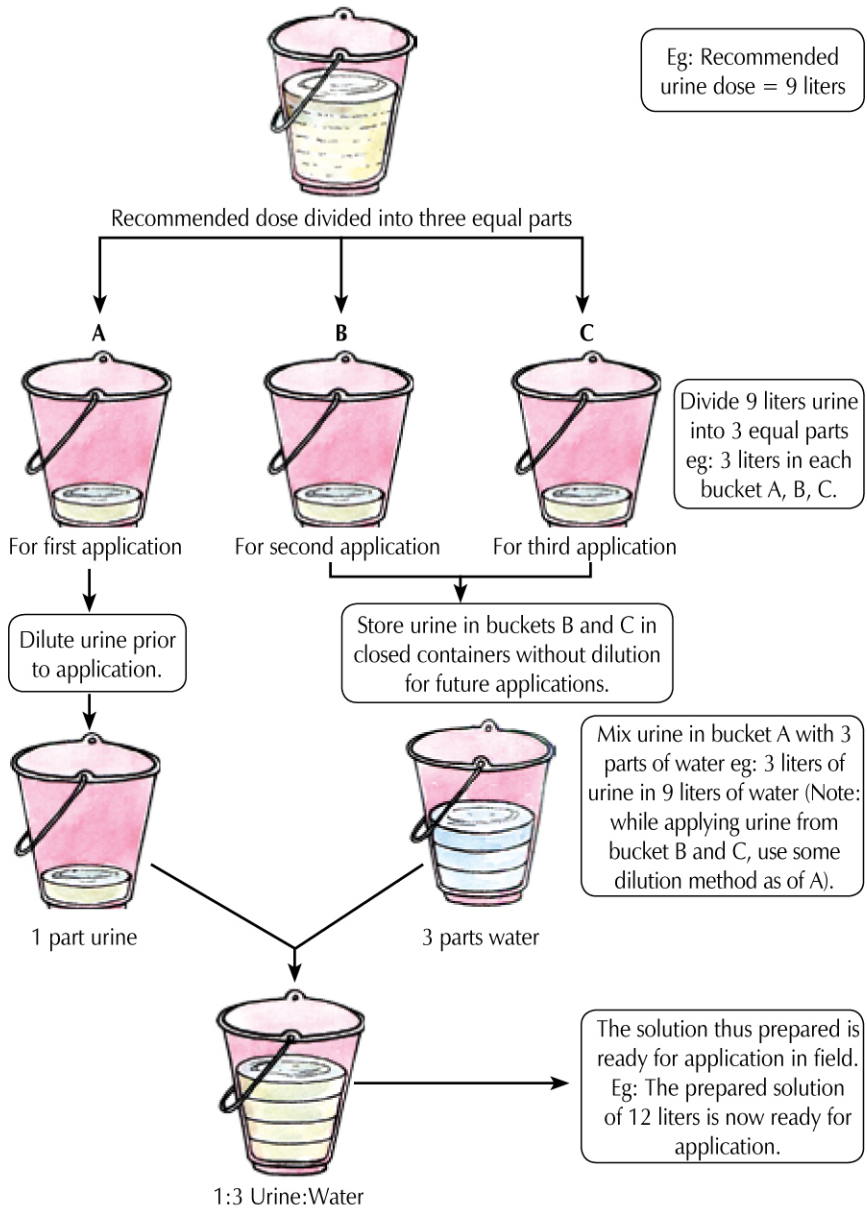 Eg: Recommended
urine dose = 9 liters
Recommended dose divided into three equal parts
A
B
C
Divide 9 liters urine
into 3 equal parts
eg: 3 liters in each
bucket A, B, C.
For first application
For second application
For third application
Dilute urine prior
to application.
Store urine in buckets B and C in
closed containers without dilution
for future applications.
Mix urine in bucket A with 3
parts of water eg: 3 liters of
urine in 9 liters of water (Note:
while applying urine from
bucket B and C, use some
dilution method as of A).
1 part urine
3 parts water
The solution thus prepared is
ready for application in field.
Eg: The prepared solution
of 12 liters is now ready for
application.
1:3 Urine:Water